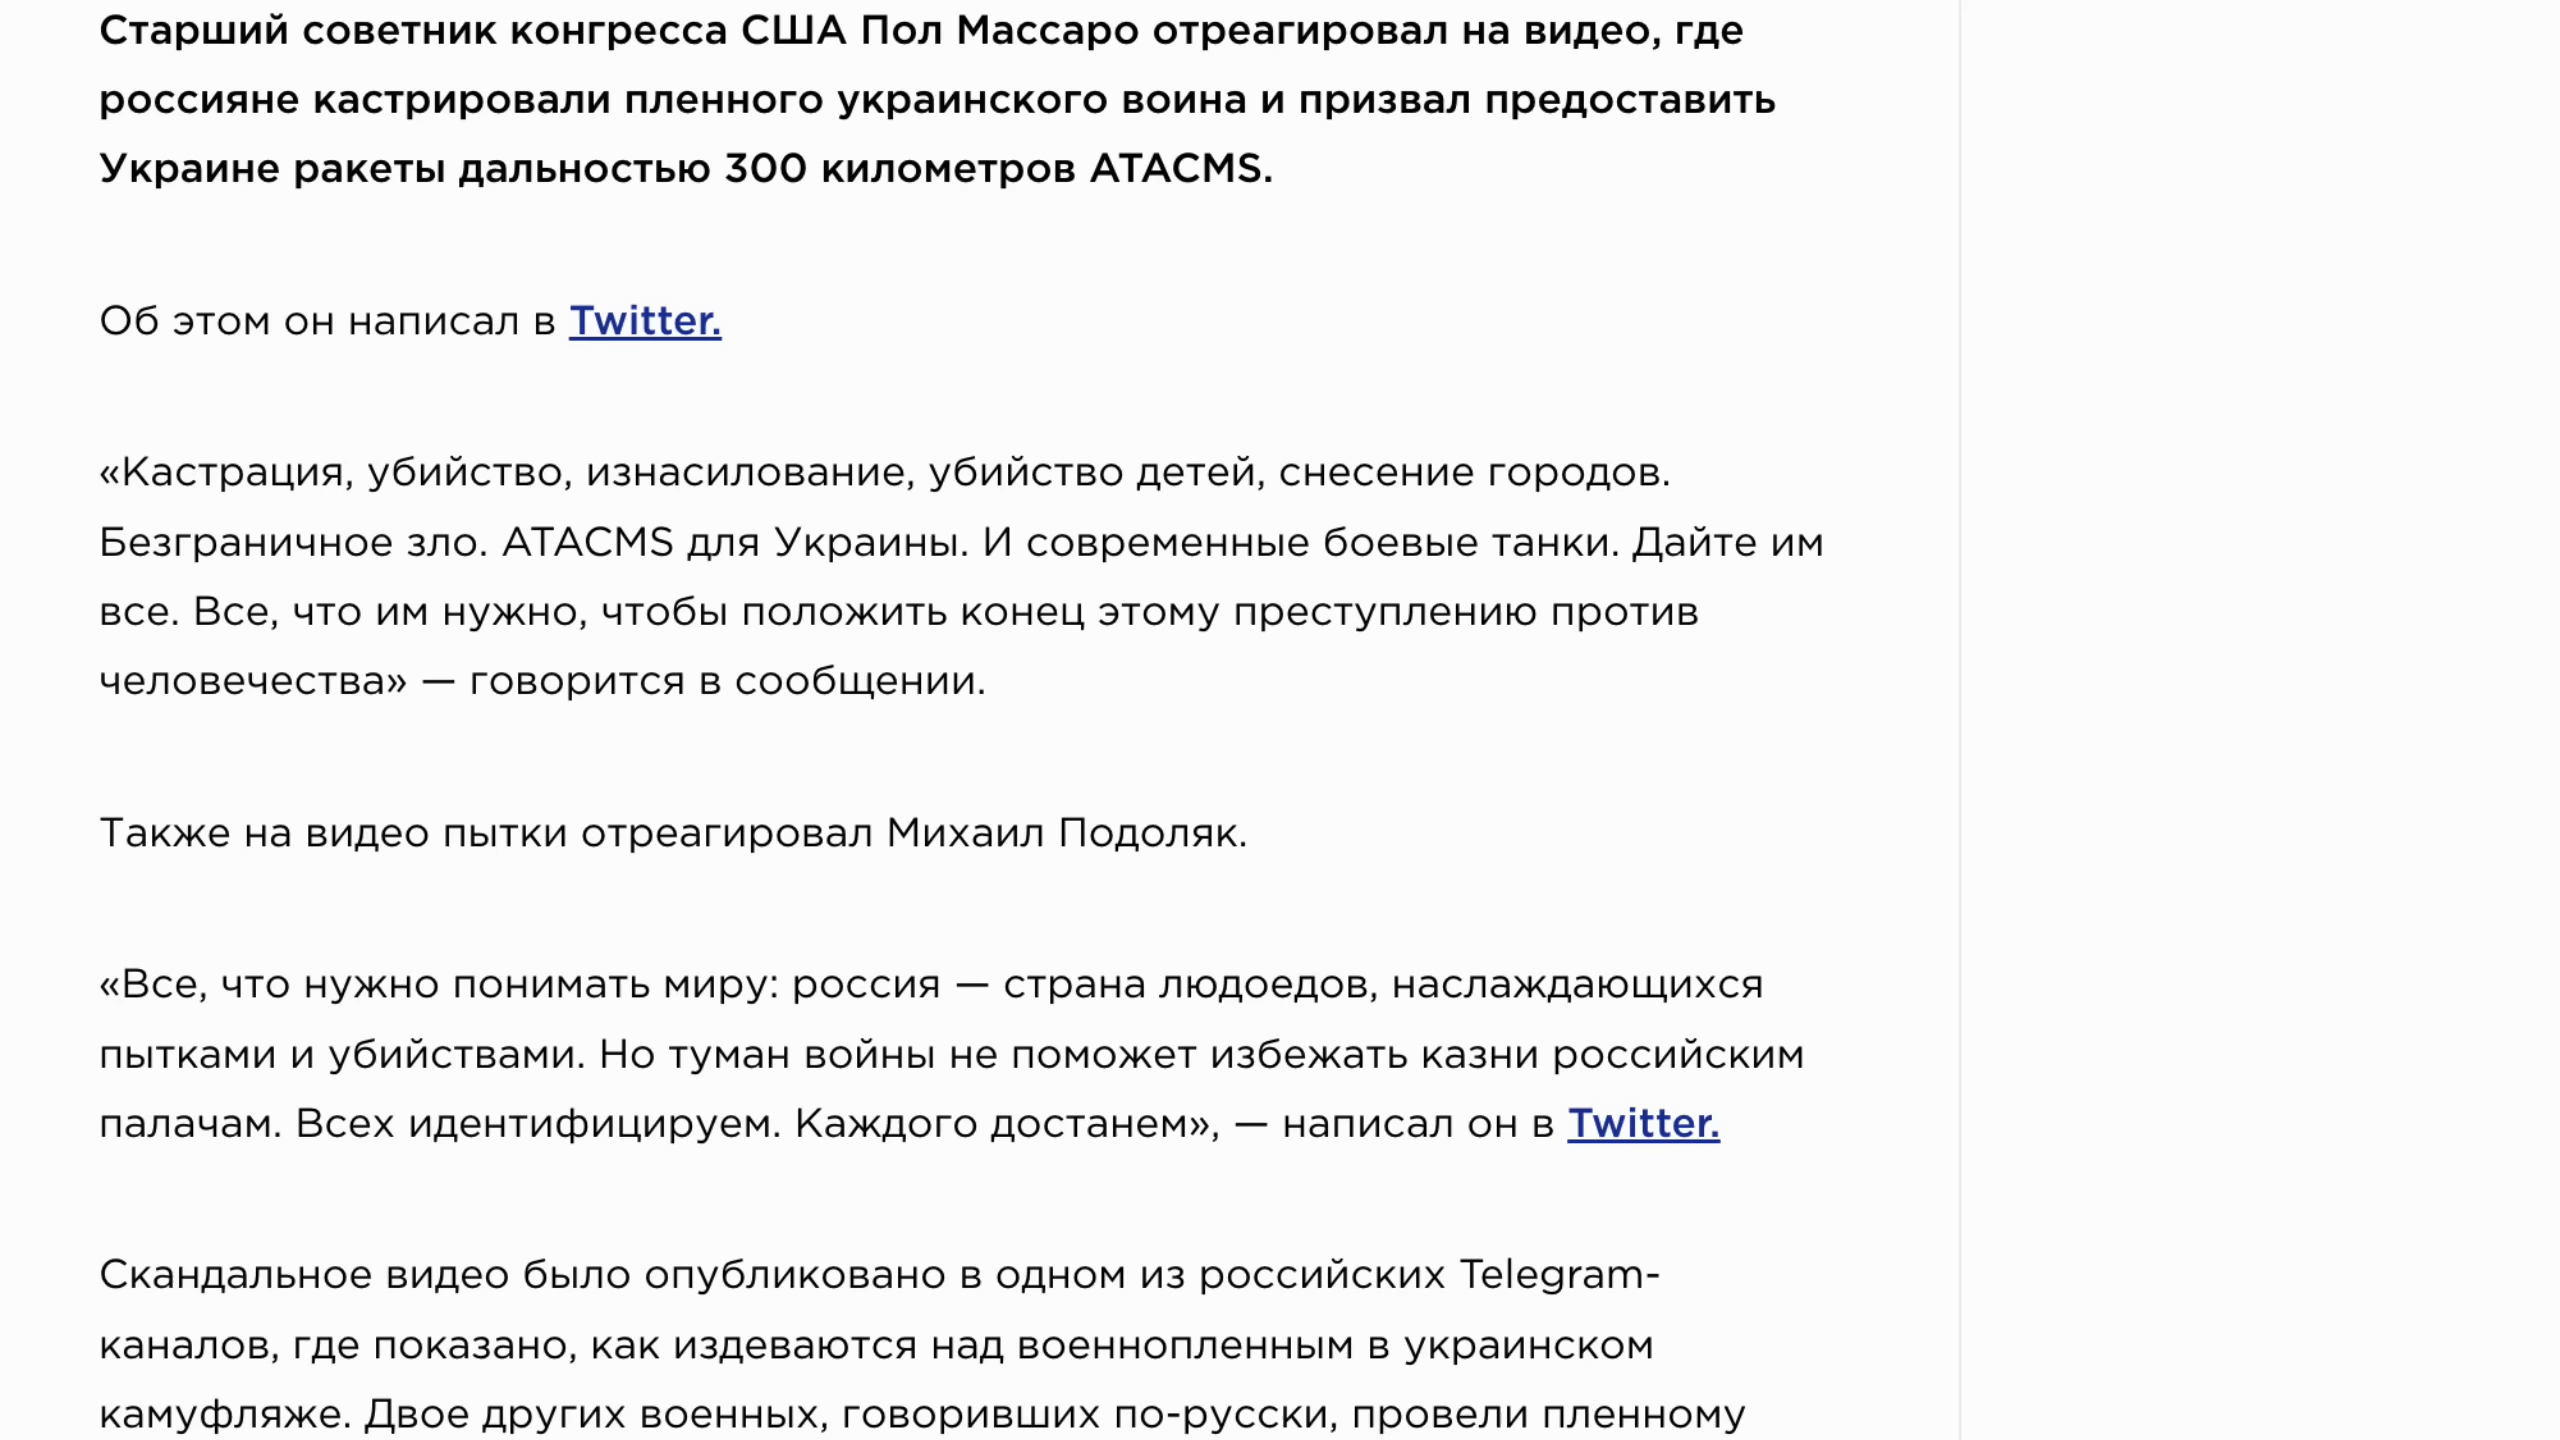 Старший советник конгресса США Пол Массаро отреагировал на видео, где
россияне кастрировали пленного украинского воина и призвал предоставить
Украине ракеты дальностью 300 километров ATACMS.
Об этом он написал в Twitter.
«Кастрация, убийство, изнасилование, убийство детей, снесение городов.
Безграничное зло. ATACMS для Украины. И современные боевые танки. Дайте им
все. Все, что им нужно, чтобы положить конец этому преступлению против
человечества» — говорится в сообщении.
Также на видео пытки отреагировал Михаил Подоляк.
«Все, что нужно понимать миру: россия — страна людоедов, наслаждающихся
пытками и убийствами. Но туман войны не поможет избежать казни российским
палачам. Всех идентифицируем. Каждого достанем», — написал он в Twitter.
Скандальное видео было опубликовано в одном из российских Telegram-
каналов, где показано, как издеваются над военнопленным в украинском
камуфляже. Двое других военных, говоривших по-русски, провели пленному